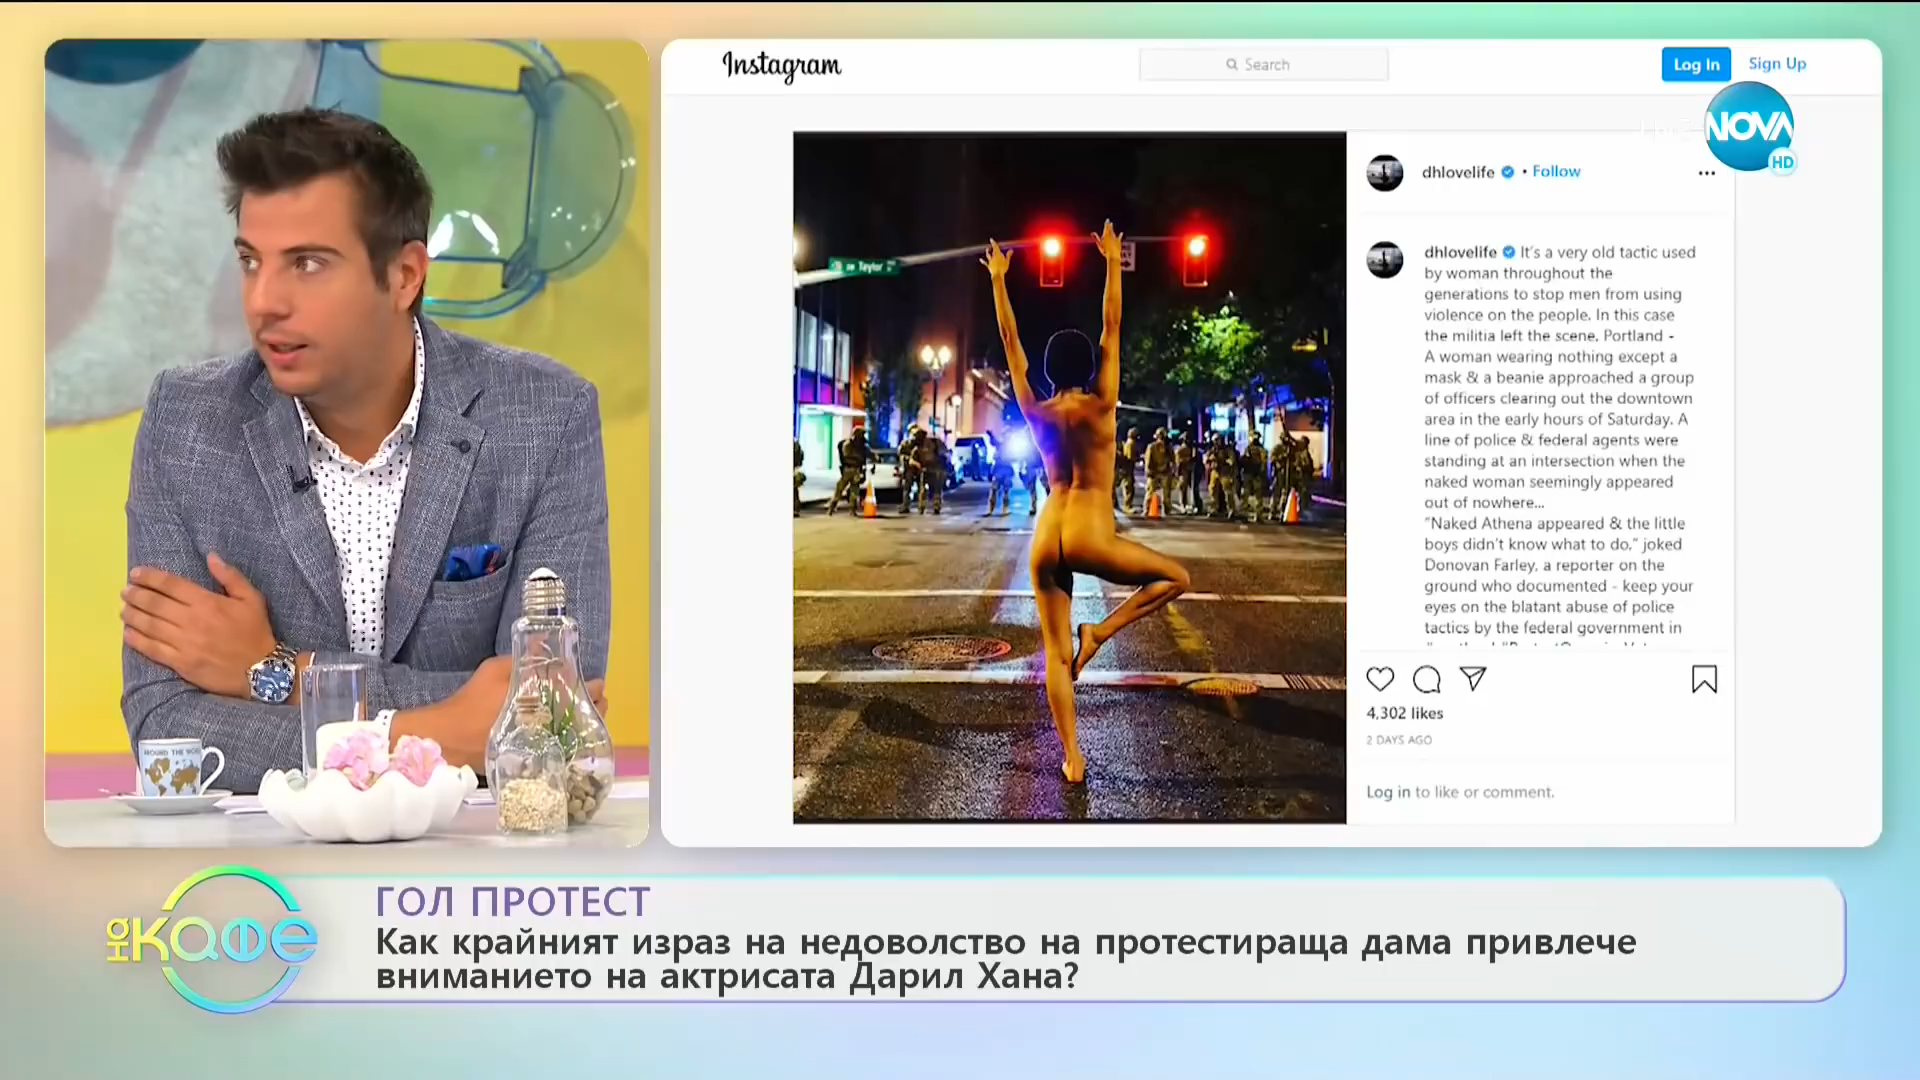 Instagram
Search
Log In
Sign Up
NOVA
HD
dhlovelife • Follow
dhlovelife It's a very old tactic used
by woman throughout the
generations to stop men from using
violence on the people. In this case
the militia left the scene. Portland -
A woman wearing nothing except a
mask & a beanie approached a group
of officers clearing out the downtown
area in the early hours of Saturday. A
line of police & federal agents were
standing at an intersection when the
naked woman seemingly appeared
out of nowhere...
"Naked Athena appeared & the little
boys didn't know what to do," joked
Donovan Farley, a reporter on the
ground who documented - keep your
eyes on the blatant abuse of police
tactics by the federal government in
4,302 likes
2 DAYS AGO
Log in to like or comment.
SW Taylor
AROUND THE
на кафе
ГОЛ ПРОТЕСТ
Как крайният израз на недоволство на протестираща дама привлече
вниманието на актрисата Дарил Хана?